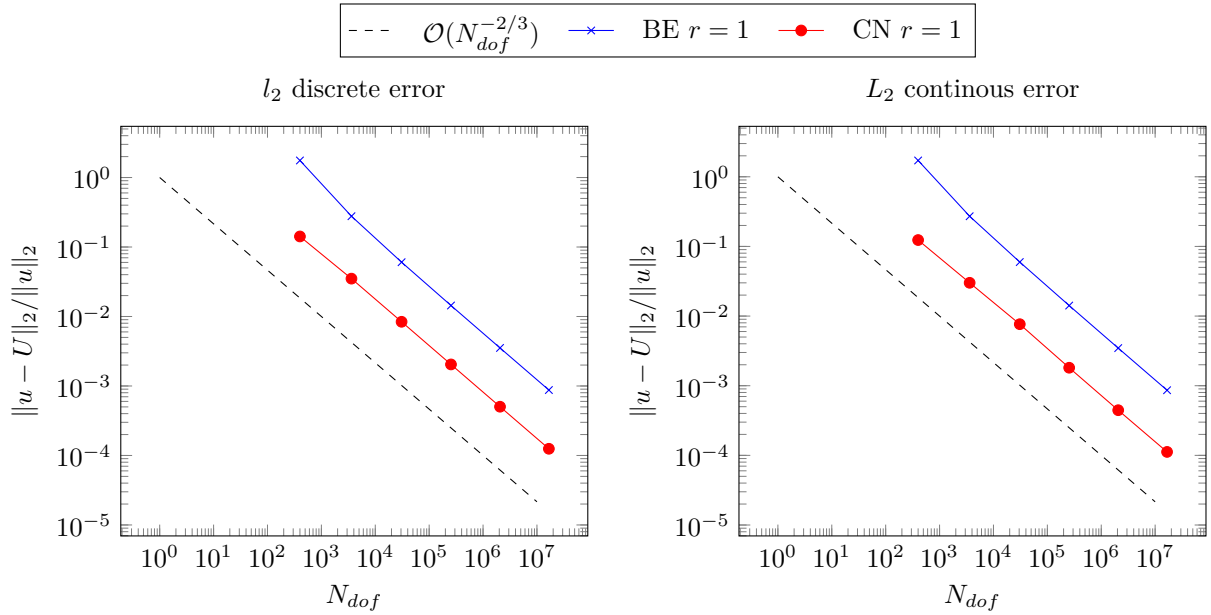 $\mathcal{O}(N_{dof}^{-2/3})$ BE $r = 1$ CN $r = 1$
$l_2$ discrete error
$10^0$
$10^{-1}$
$10^{-2}$
$10^{-3}$
$10^{-4}$
$10^{-5}$
$\|u - U\|_2/\|u\|_2$
$10^0$ $10^1$ $10^2$ $10^3$ $10^4$ $10^5$ $10^6$ $10^7$
$N_{dof}$
$L_2$ continous error
$10^0$
$10^{-1}$
$10^{-2}$
$10^{-3}$
$10^{-4}$
$10^{-5}$
$\|u - U\|_2/\|u\|_2$
$10^0$ $10^1$ $10^2$ $10^3$ $10^4$ $10^5$ $10^6$ $10^7$
$N_{dof}$